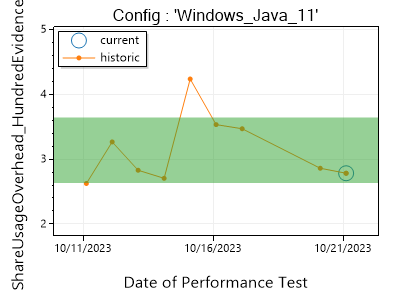 Config : 'Windows_Java_11'
ShareUsageOverhead_HundredEvidence
current
historic
5
4
3
2
10/11/2023
10/16/2023
10/21/2023
Date of Performance Test